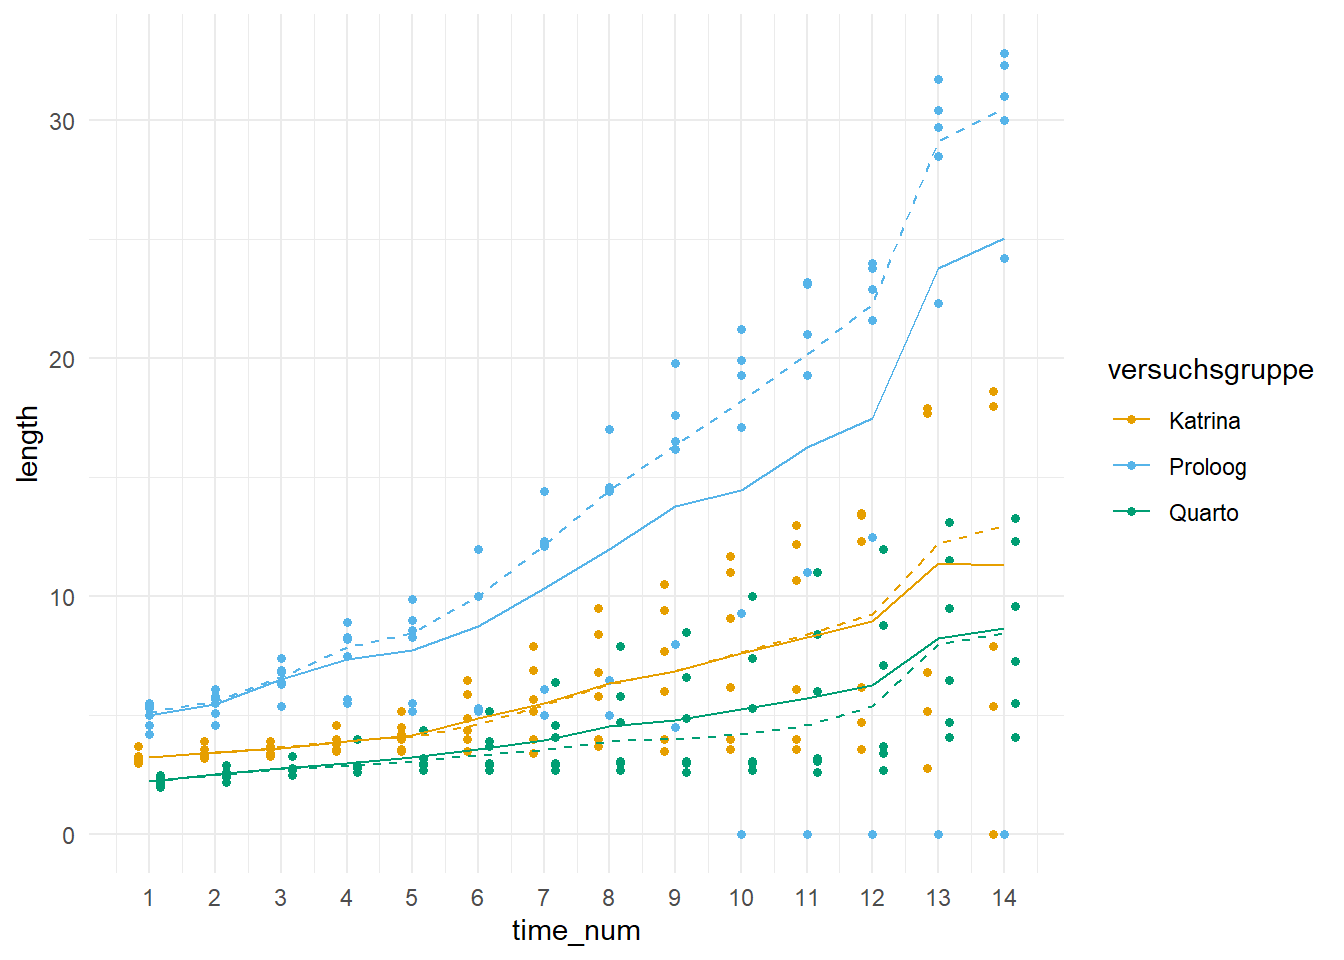 30
20
10
0
length
1 2 3 4 5 6 7 8 9 10 11 12 13 14
time_num
versuchsgruppe
Katrina
Proloog
Quarto